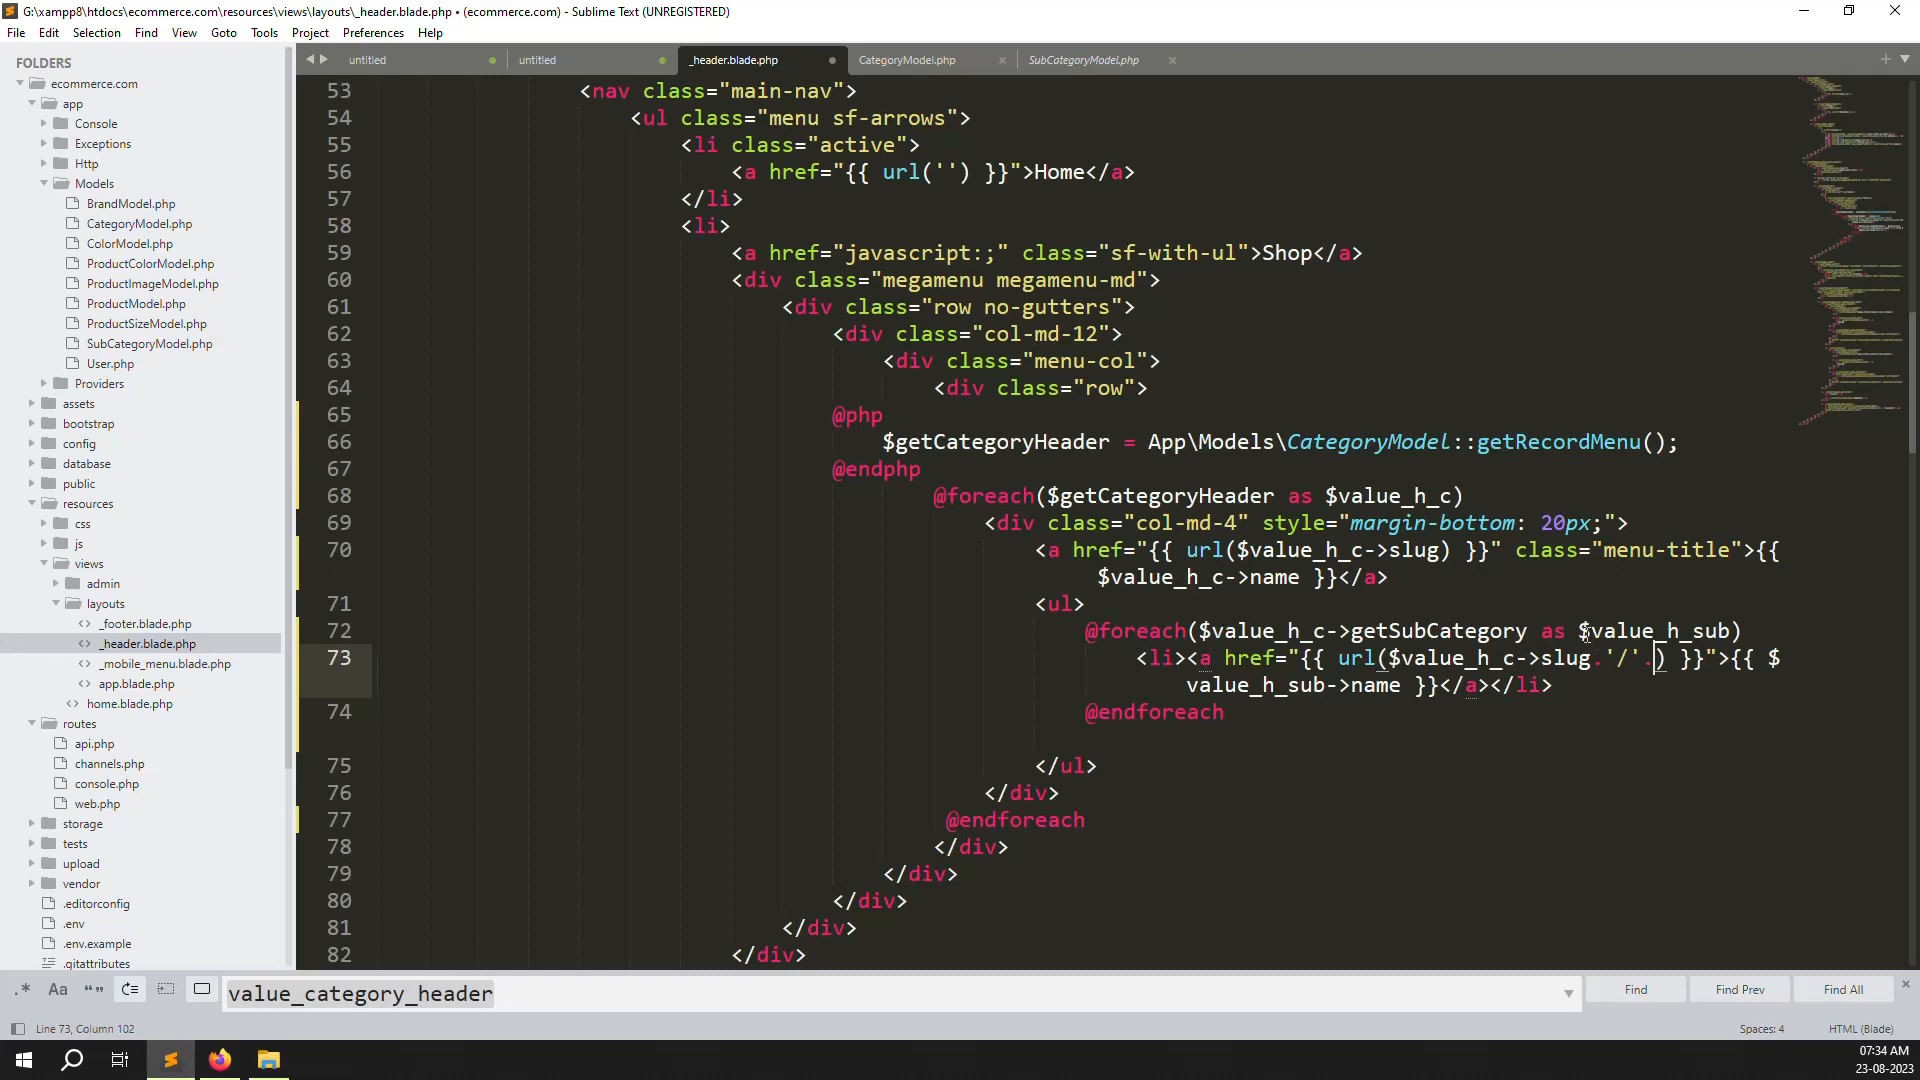 G:\xampp8\htdocs\ecommerce.com\resources\views\layouts\_header.blade.php • (ecommerce.com) - Sublime Text (UNREGISTERED)
File Edit Selection Find View Goto Tools Project Preferences Help
FOLDERS
ecommerce.com
app
Console
Exceptions
Http
Models
BrandModel.php
CategoryModel.php
ColorModel.php
ProductColorModel.php
ProductImageModel.php
ProductModel.php
ProductSizeModel.php
SubCategoryModel.php
User.php
Providers
assets
bootstrap
config
database
public
resources
css
js
views
admin
layouts
_footer.blade.php
_header.blade.php
_mobile_menu.blade.php
app.blade.php
home.blade.php
routes
api.php
channels.php
console.php
web.php
storage
tests
upload
vendor
.editorconfig
.env
.env.example
.gitattributes
untitled untitled _header.blade.php CategoryModel.php SubCategoryModel.php
53 <nav class="main-nav">
54 <ul class="menu sf-arrows">
55 <li class="active">
56 <a href="{{ url('') }}">Home</a>
57 </li>
58 <li>
59 <a href="javascript:;" class="sf-with-ul">Shop</a>
60 <div class="megamenu megamenu-md">
61 <div class="row no-gutters">
62 <div class="col-md-12">
63 <div class="menu-col">
64 <div class="row">
65 @php
66 $getCategoryHeader = App\Models\CategoryModel::getRecordMenu();
67 @endphp
68 @foreach($getCategoryHeader as $value_h_c)
69 <div class="col-md-4" style="margin-bottom: 20px;">
70 <a href="{{ url($value_h_c->slug) }}" class="menu-title">{{
$value_h_c->name }}</a>
71 <ul>
72 @foreach($value_h_c->getSubCategory as $value_h_sub)
73 <li><a href="{{ url($value_h_c->slug.'/'.) }}">{{ $
value_h_sub->name }}</a></li>
74 @endforeach
75 </ul>
76 </div>
77 @endforeach
78 </div>
79 </div>
80 </div>
81 </div>
82 </div>
.* Aa “” value_category_header Find Find Prev Find All
Line 73, Column 102 Spaces: 4 HTML (Blade)
07:34 AM
23-08-2023